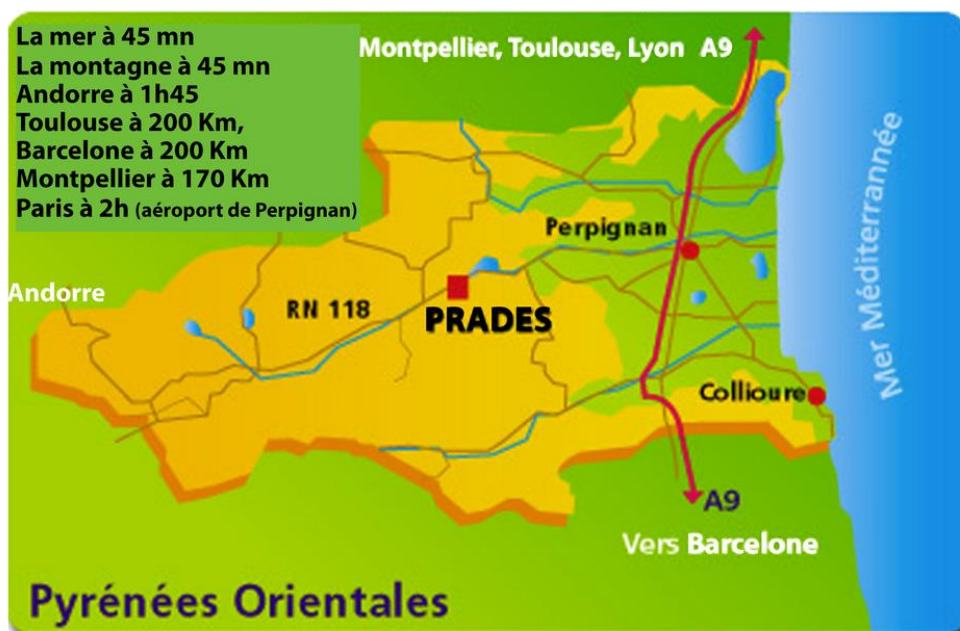 La mer à 45 mn
La montagne à 45 mn
Andorre à 1h45
Toulouse à 200 Km,
Barcelone à 200 Km
Montpellier à 170 Km
Paris à 2h (aéroport de Perpignan)
Montpellier, Toulouse, Lyon A9
Mer Méditerrannée
Perpignan
Andorre
RN 118
PRADES
Collioure
A9
Vers Barcelone
Pyrénées Orientales